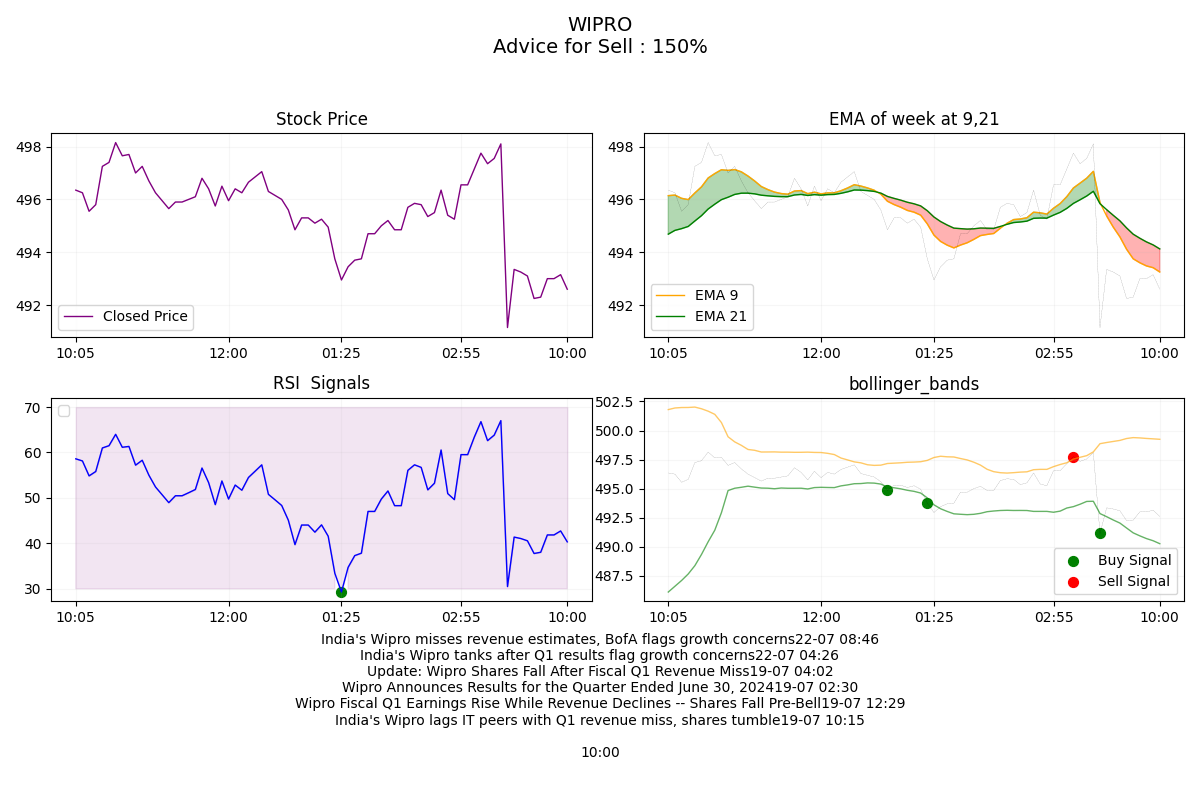 WIPRO
Advice for Sell : 150%
Stock Price
498
496
494
492
Closed Price
10:05 12:00 01:25 02:55 10:00
EMA of week at 9,21
498
496
494
492
EMA 9
EMA 21
10:05 12:00 01:25 02:55 10:00
RSI  Signals
70
60
50
40
30
10:05 12:00 01:25 02:55 10:00
bollinger_bands
502.5
500.0
497.5
495.0
492.5
490.0
487.5
Buy Signal
Sell Signal
10:05 12:00 01:25 02:55 10:00
India's Wipro misses revenue estimates, BofA flags growth concerns22-07 08:46
India's Wipro tanks after Q1 results flag growth concerns22-07 04:26
Update: Wipro Shares Fall After Fiscal Q1 Revenue Miss19-07 04:02
Wipro Announces Results for the Quarter Ended June 30, 202419-07 02:30
Wipro Fiscal Q1 Earnings Rise While Revenue Declines -- Shares Fall Pre-Bell19-07 12:29
India's Wipro lags IT peers with Q1 revenue miss, shares tumble19-07 10:15
10:00